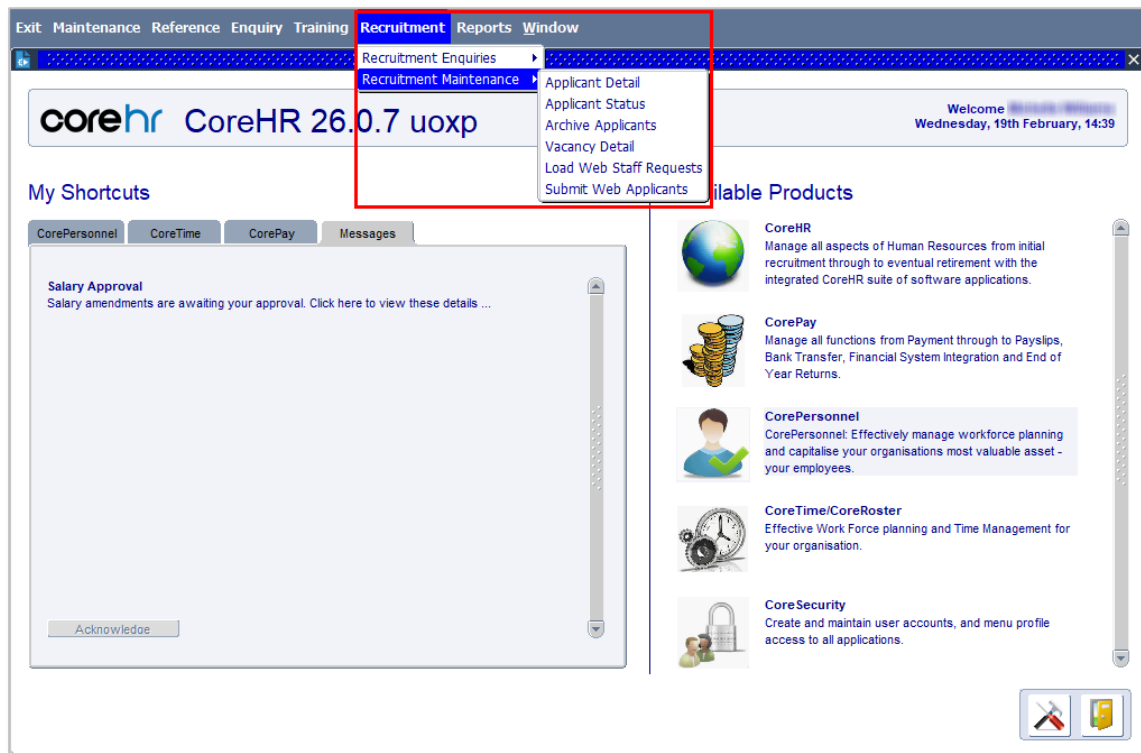 Exit Maintenance Reference Enquiry Training Recruitment Reports Window
Recruitment Enquiries
Recruitment Maintenance
Applicant Detail
Applicant Status
Archive Applicants
Vacancy Detail
Load Web Staff Requests
Submit Web Applicants
corehr CoreHR 26.0.7 uoxp
Welcome
Wednesday, 19th February, 14:39
My Shortcuts
CorePersonnel CoreTime CorePay Messages
Salary Approval
Salary amendments are awaiting your approval. Click here to view these details ...
Acknowledge
ilable Products
CoreHR
Manage all aspects of Human Resources from initial
recruitment through to eventual retirement with the
integrated CoreHR suite of software applications.
CorePay
Manage all functions from Payment through to Payslips,
Bank Transfer, Financial System Integration and End of
Year Returns.
CorePersonnel
CorePersonnel: Effectively manage workforce planning
and capitalise your organisations most valuable asset -
your employees.
CoreTime/CoreRoster
Effective Work Force planning and Time Management for
your organisation.
CoreSecurity
Create and maintain user accounts, and menu profile
access to all applications.